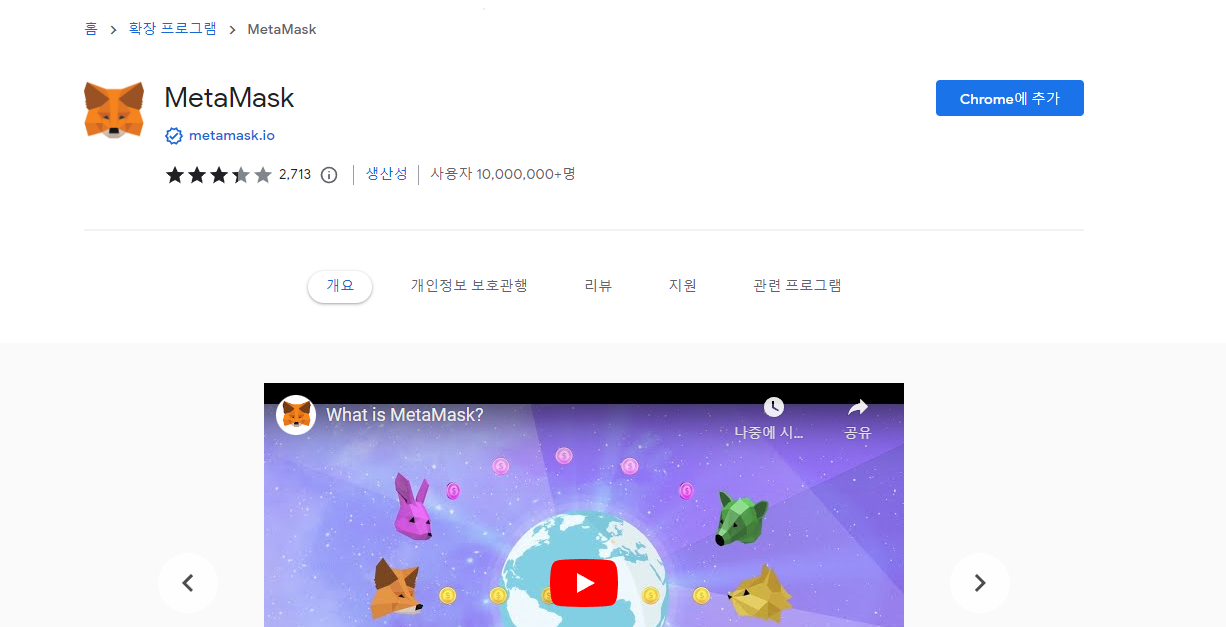 홈 > 확장 프로그램 > MetaMask
MetaMask
Chrome에 추가
metamask.io
2,713 생산성 사용자 10,000,000+명
개요 개인정보 보호관행 리뷰 지원 관련 프로그램
What is MetaMask?
나중에 시... 공유